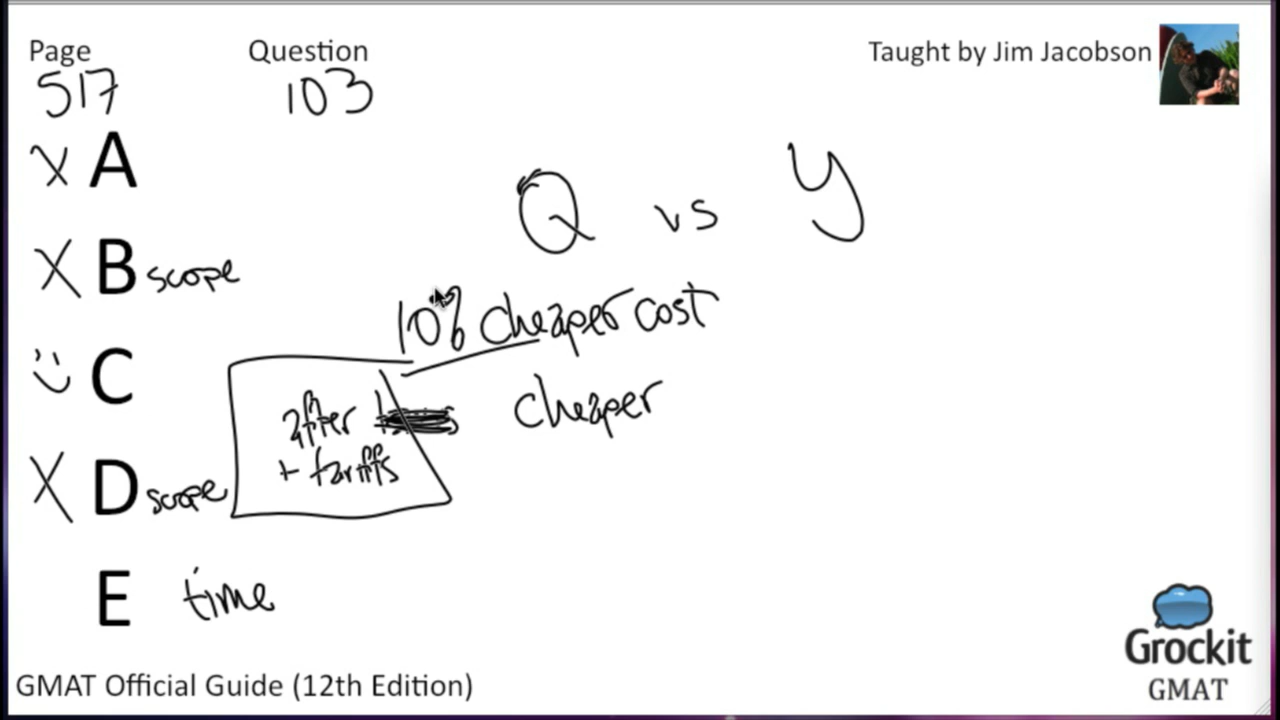 Page Question Taught by Jim Jacobson
517 103
X A
Q vs Y
X B scope
10% cheaper cost
C
after cheaper
+ tariffs
X D scope
E time
Grockit
GMAT
GMAT Official Guide (12th Edition)